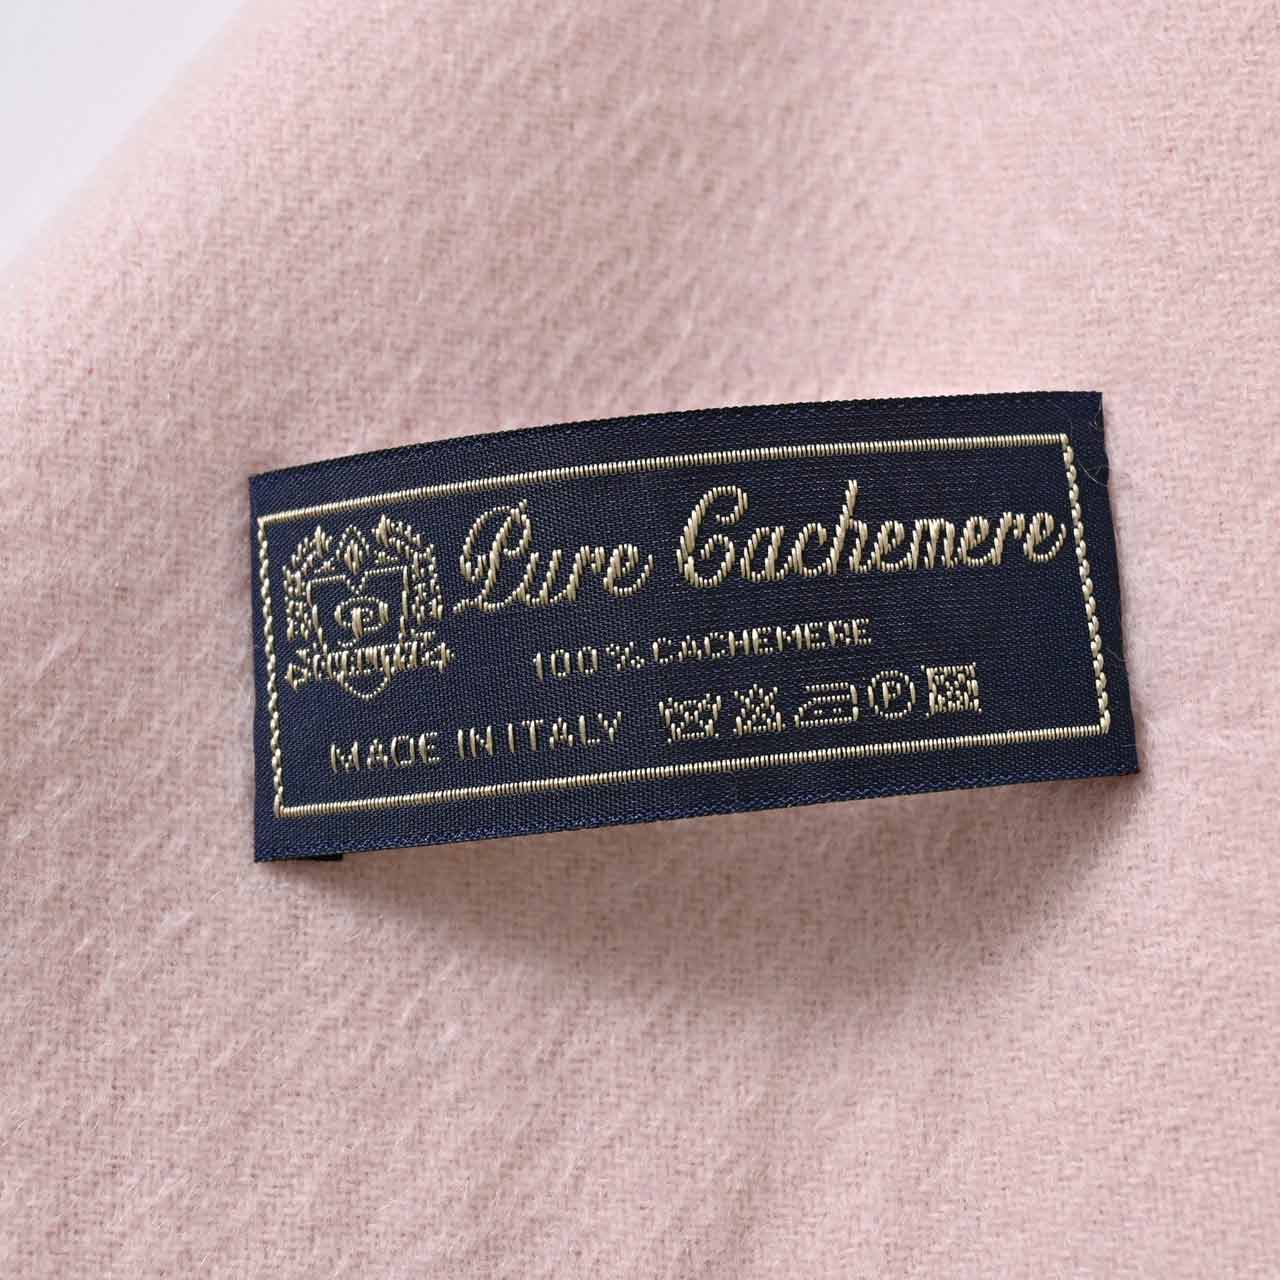 Pure Cachemere
100% CACHEMERE
MADE IN ITALY
P